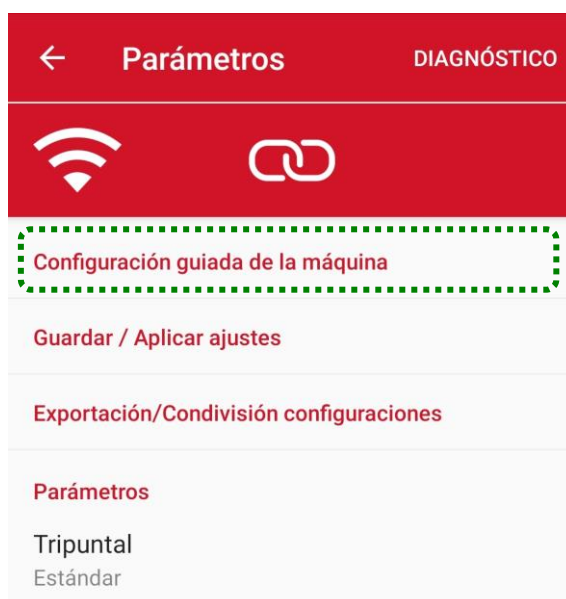 Parámetros DIAGNÓSTICO
Configuración guiada de la máquina
Guardar / Aplicar ajustes
Exportación/Condivisión configuraciones
Parámetros
Tripuntal
Estándar